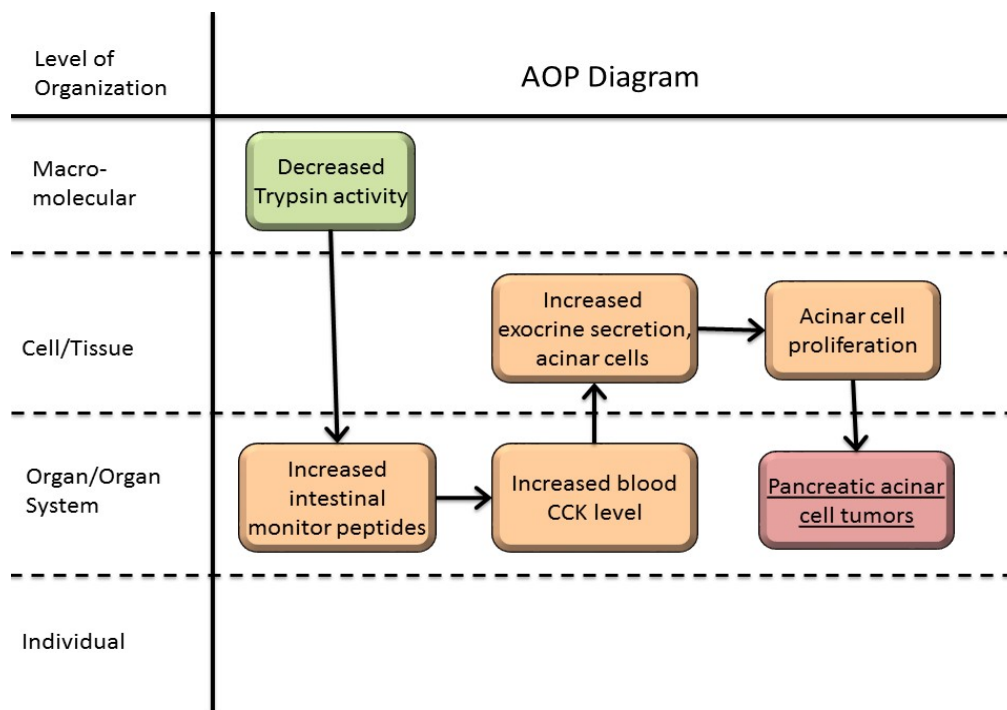 Level of
Organization
AOP Diagram
Macro-
molecular
Decreased
Trypsin activity
Cell/Tissue
Increased
exocrine secretion,
acinar cells
Acinar cell
proliferation
Organ/Organ
System
Increased
intestinal
monitor peptides
Increased blood
CCK level
Pancreatic acinar
cell tumors
Individual